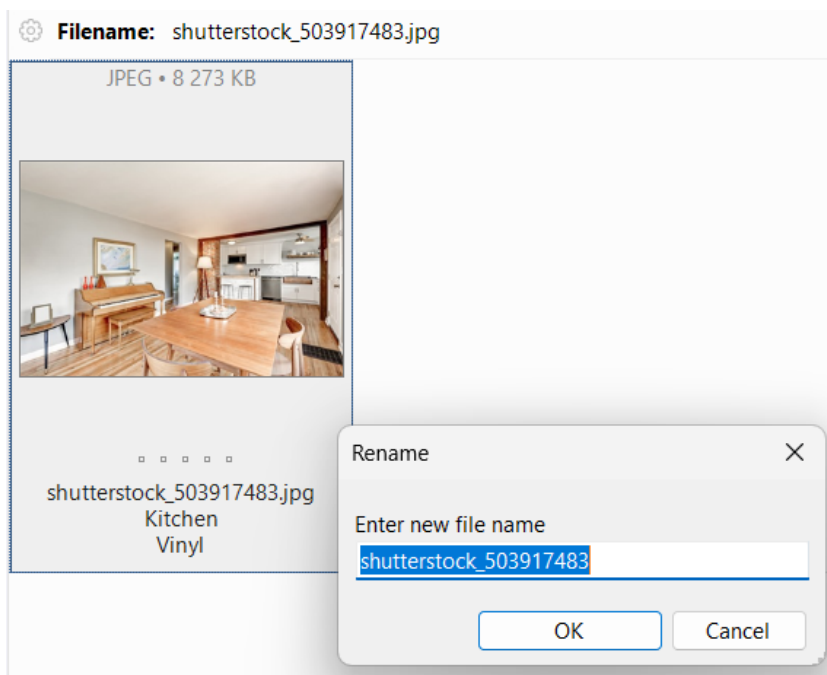 Filename: shutterstock_503917483.jpg
JPEG • 8 273 KB
shutterstock_503917483.jpg
Kitchen
Vinyl
Rename
Enter new file name
shutterstock_503917483
OK
Cancel